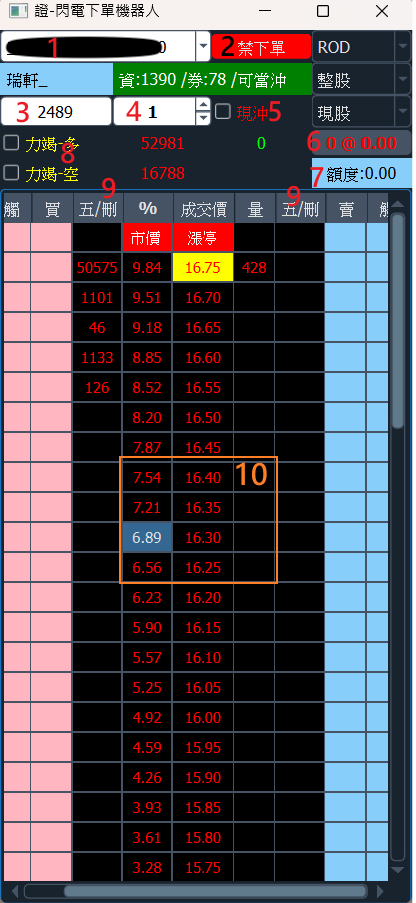 證-閃電下單機器人
1 0 2 禁下單 ROD
瑞軒_ 資:1390 /券:78 /可當沖 整股
3 2489 4 1 現沖5 現股
力竭-多 52981 0 6 0 @ 0.00
8
力竭-空 16788 7 額度:0.00
9 9
觸 買 五/刪 % 成交價 量 五/刪 賣
市價 漲停
50575 9.84 16.75 428
1101 9.51 16.70
46 9.18 16.65
1133 8.85 16.60
126 8.52 16.55
8.20 16.50
7.87 16.45
7.54 16.40 10
7.21 16.35
6.89 16.30
6.56 16.25
6.23 16.20
5.90 16.15
5.57 16.10
5.25 16.05
4.92 16.00
4.59 15.95
4.26 15.90
3.93 15.85
3.61 15.80
3.28 15.75